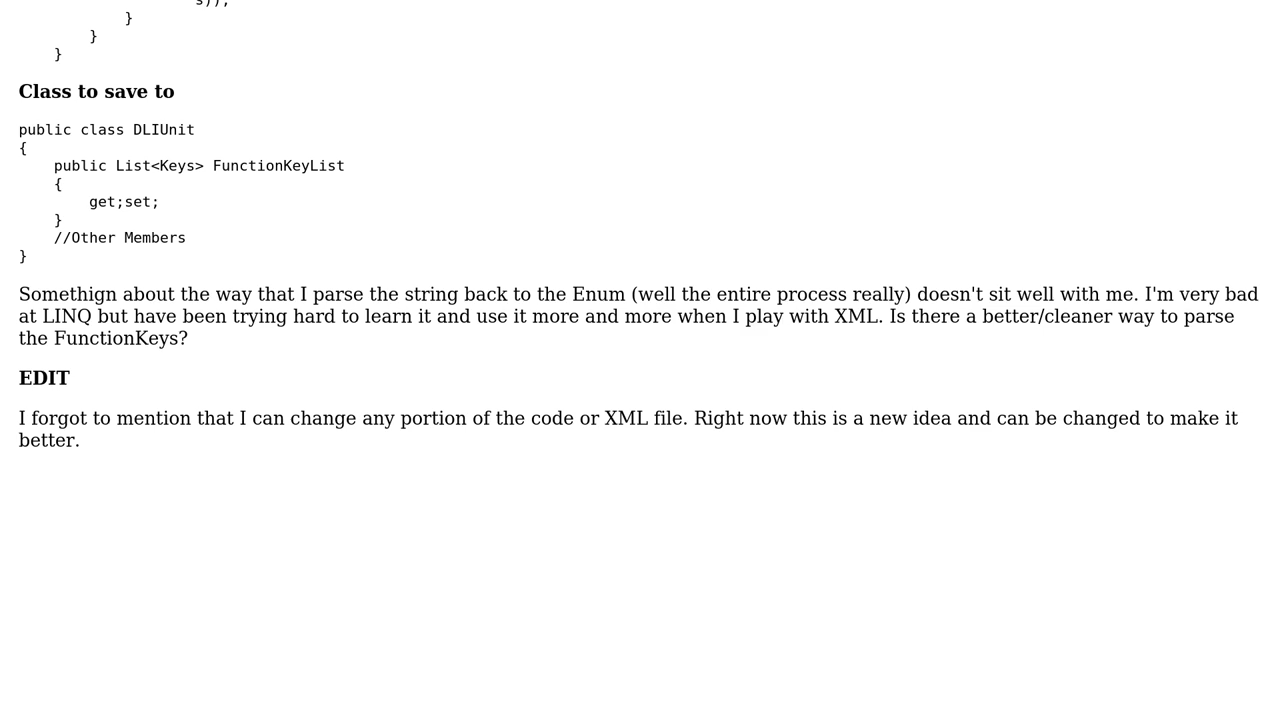 s));
            }
        }
    }
Class to save to
public class DLIUnit
{
    public List<Keys> FunctionKeyList
    {
        get;set;
    }
    //Other Members
}
Somethign about the way that I parse the string back to the Enum (well the entire process really) doesn't sit well with me. I'm very bad
at LINQ but have been trying hard to learn it and use it more and more when I play with XML. Is there a better/cleaner way to parse
the FunctionKeys?
EDIT
I forgot to mention that I can change any portion of the code or XML file. Right now this is a new idea and can be changed to make it
better.